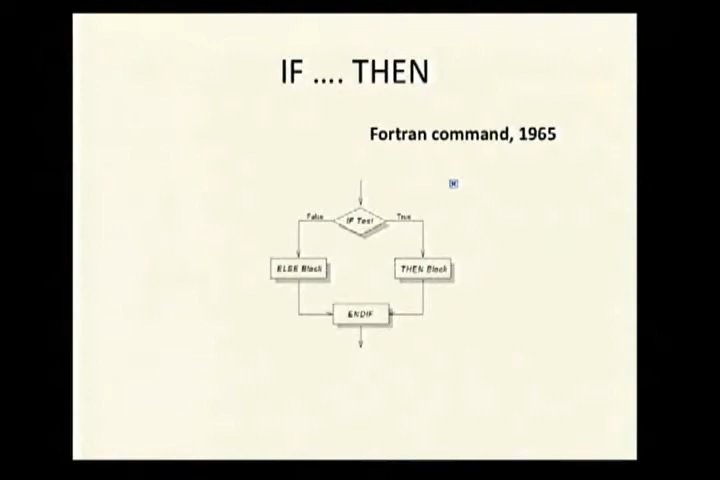 IF .... THEN
Fortran command, 1965
False
IF Test
True
ELSE Block
THEN Block
ENDIF